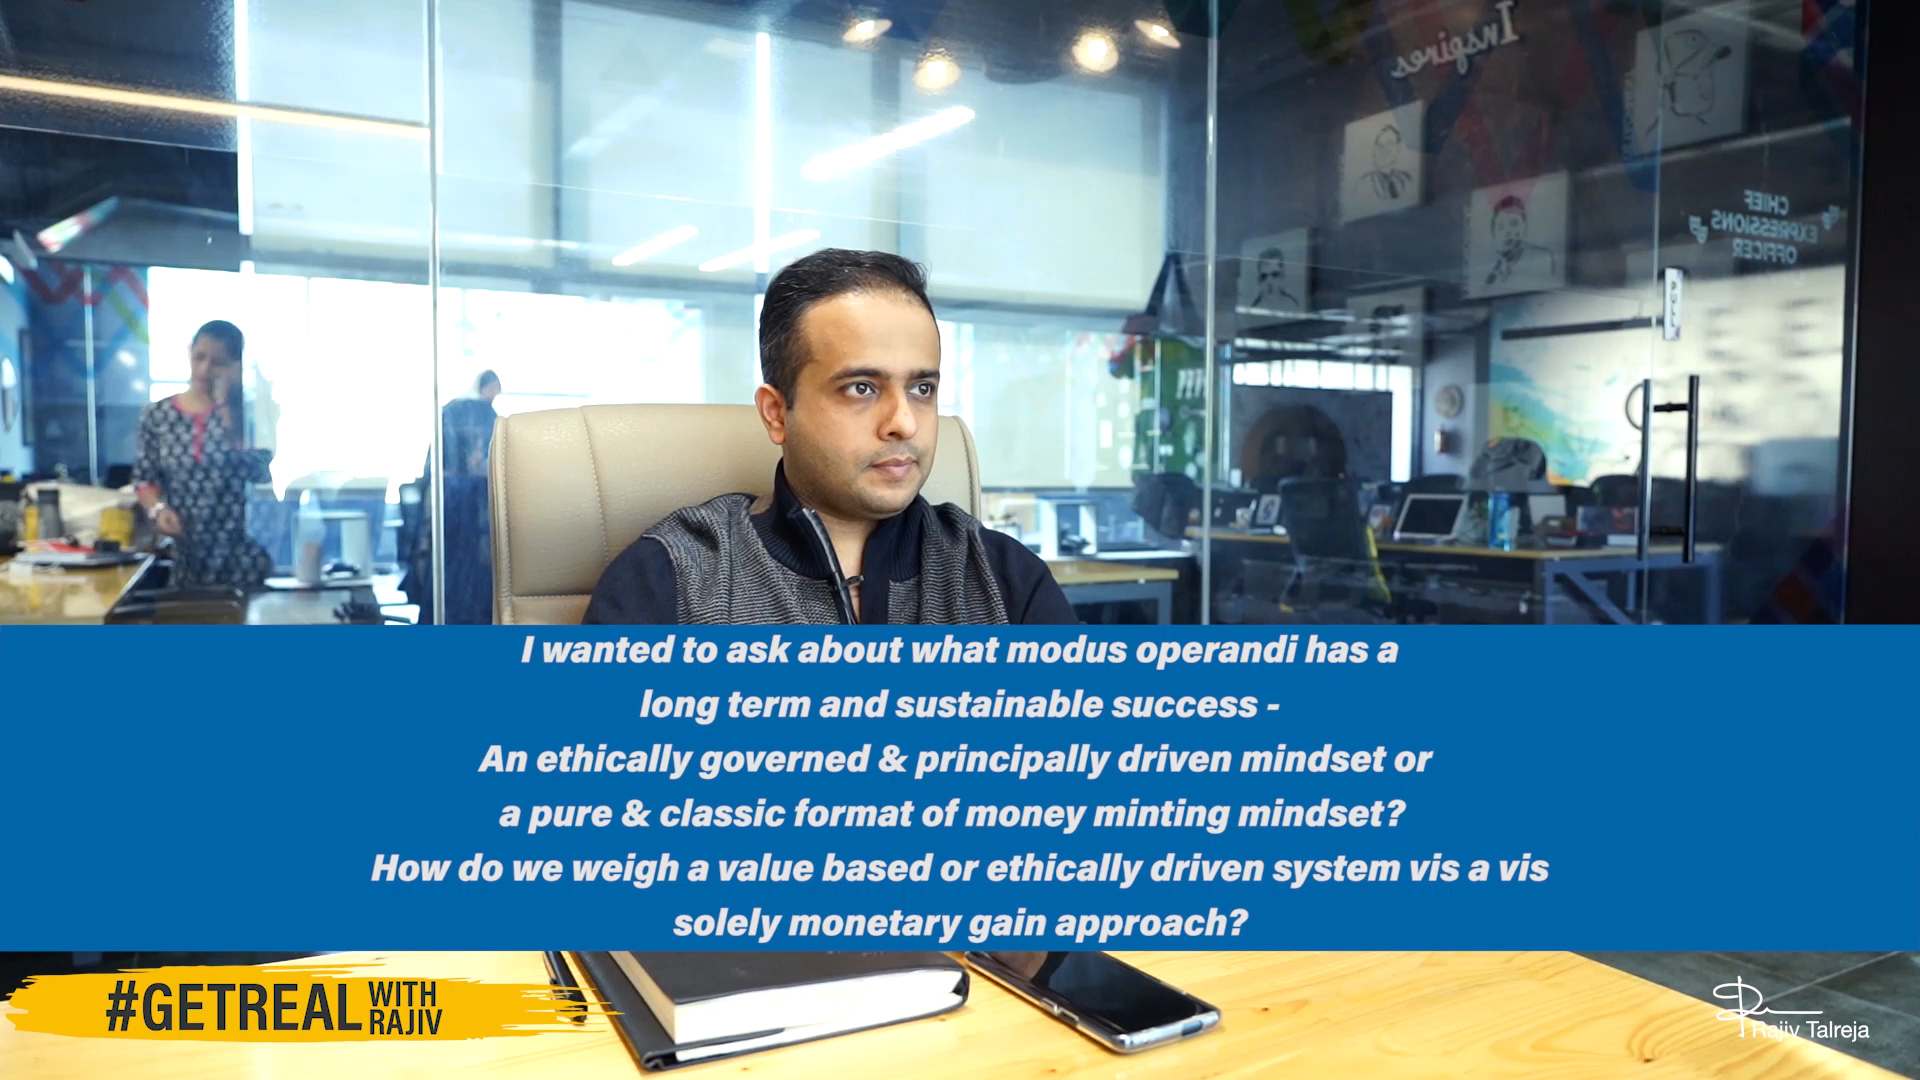 Inspires
CHIEF
EXPRESSIONS
OFFICER
PULL
I wanted to ask about what modus operandi has a
long term and sustainable success -
An ethically governed & principally driven mindset or
a pure & classic format of money minting mindset?
How do we weigh a value based or ethically driven system vis a vis
solely monetary gain approach?
#GETREAL WITH
RAJIV
Rajiv Talreja